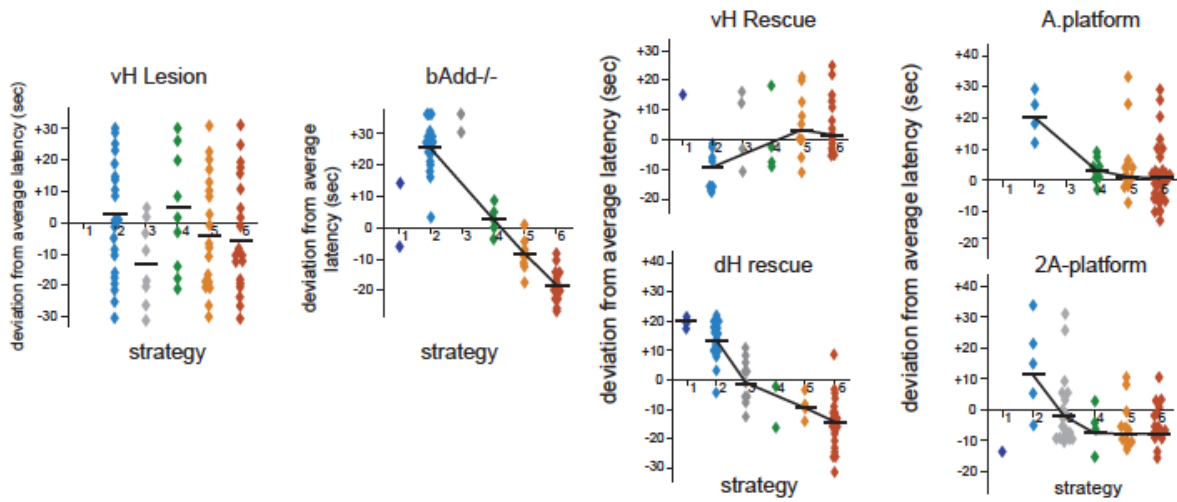 vH Lesion
deviation from average latency (sec)
+30
+20
+10
0
-10
-20
-30
1 2 3 4 5 6
strategy
bAdd-/-
deviation from average
latency (sec)
+30
+20
+10
0
-10
-20
1 2 3 4 5 6
strategy
vH Rescue
deviation from average latency (sec)
+30
+20
+10
0
-10
-20
1 2 3 4 5 6
dH rescue
+40
+30
+20
+10
0
-10
-20
-30
1 2 3 4 5 6
strategy
A.platform
deviation from average latency (sec)
+40
+30
+20
+10
0
-10
-20
1 2 3 4 5 6
2A-platform
+40
+30
+20
+10
0
-10
-20
1 2 3 4 5 6
strategy